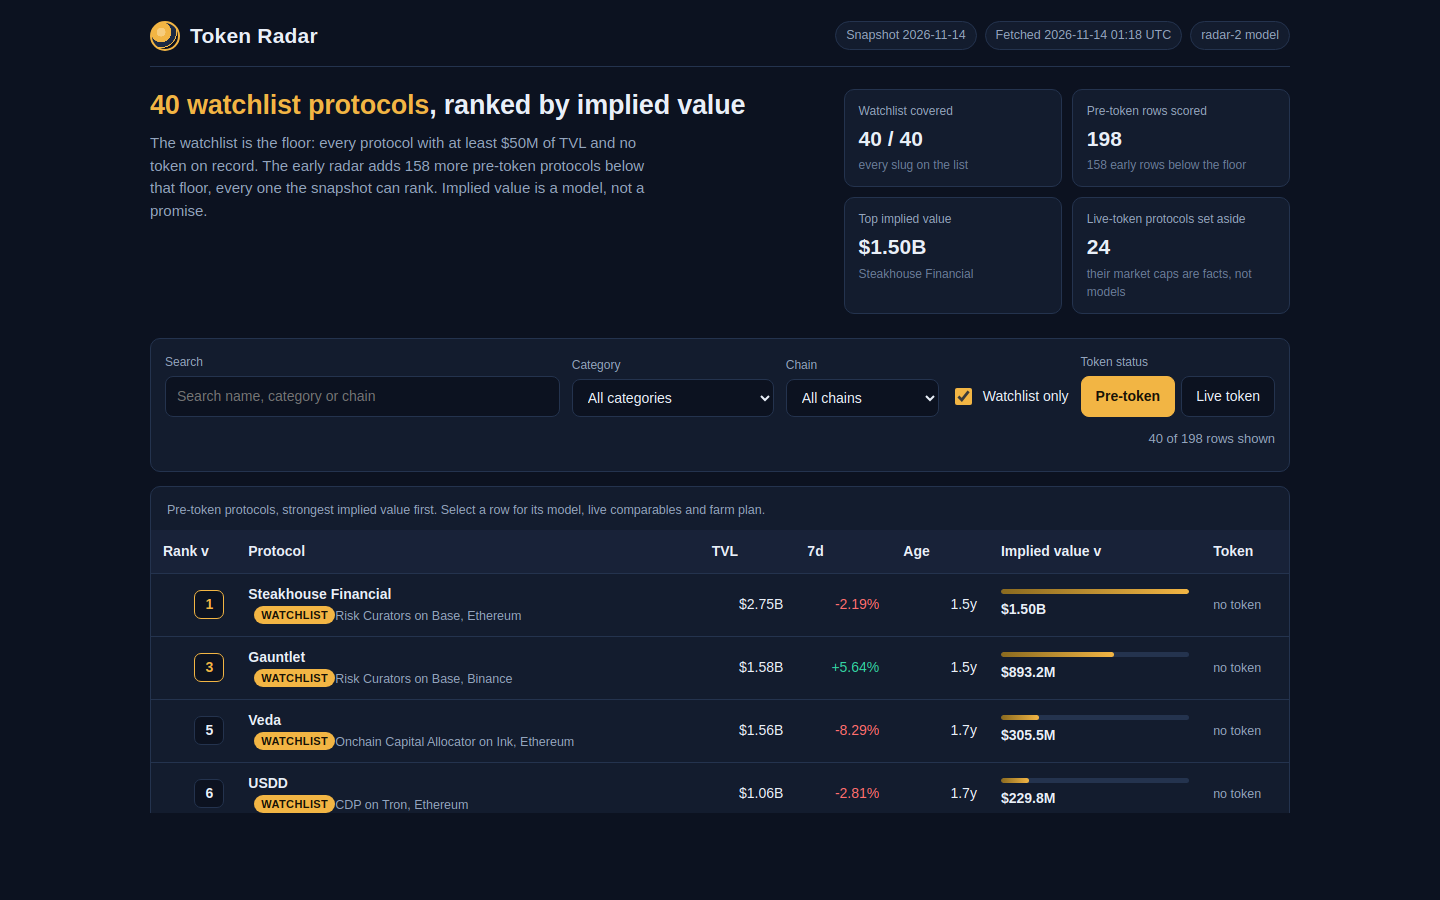 Token Radar
Snapshot 2026-11-14
Fetched 2026-11-14 01:18 UTC
radar-2 model
40 watchlist protocols, ranked by implied value
The watchlist is the floor: every protocol with at least $50M of TVL and no
token on record. The early radar adds 158 more pre-token protocols below
that floor, every one the snapshot can rank. Implied value is a model, not a
promise.
Watchlist covered
40 / 40
every slug on the list
Pre-token rows scored
198
158 early rows below the floor
Top implied value
$1.50B
Steakhouse Financial
Live-token protocols set aside
24
their market caps are facts, not
models
Search
Search name, category or chain
Category
All categories
Chain
All chains
Watchlist only
Token status
Pre-token
Live token
40 of 198 rows shown
Pre-token protocols, strongest implied value first. Select a row for its model, live comparables and farm plan.
Rank v Protocol TVL 7d Age Implied value v Token
1 Steakhouse Financial $2.75B -2.19% 1.5y $1.50B no token
WATCHLIST Risk Curators on Base, Ethereum
3 Gauntlet $1.58B +5.64% 1.5y $893.2M no token
WATCHLIST Risk Curators on Base, Binance
5 Veda $1.56B -8.29% 1.7y $305.5M no token
WATCHLIST Onchain Capital Allocator on Ink, Ethereum
6 USDD $1.06B -2.81% 1.7y $229.8M no token
WATCHLIST CDP on Tron, Ethereum